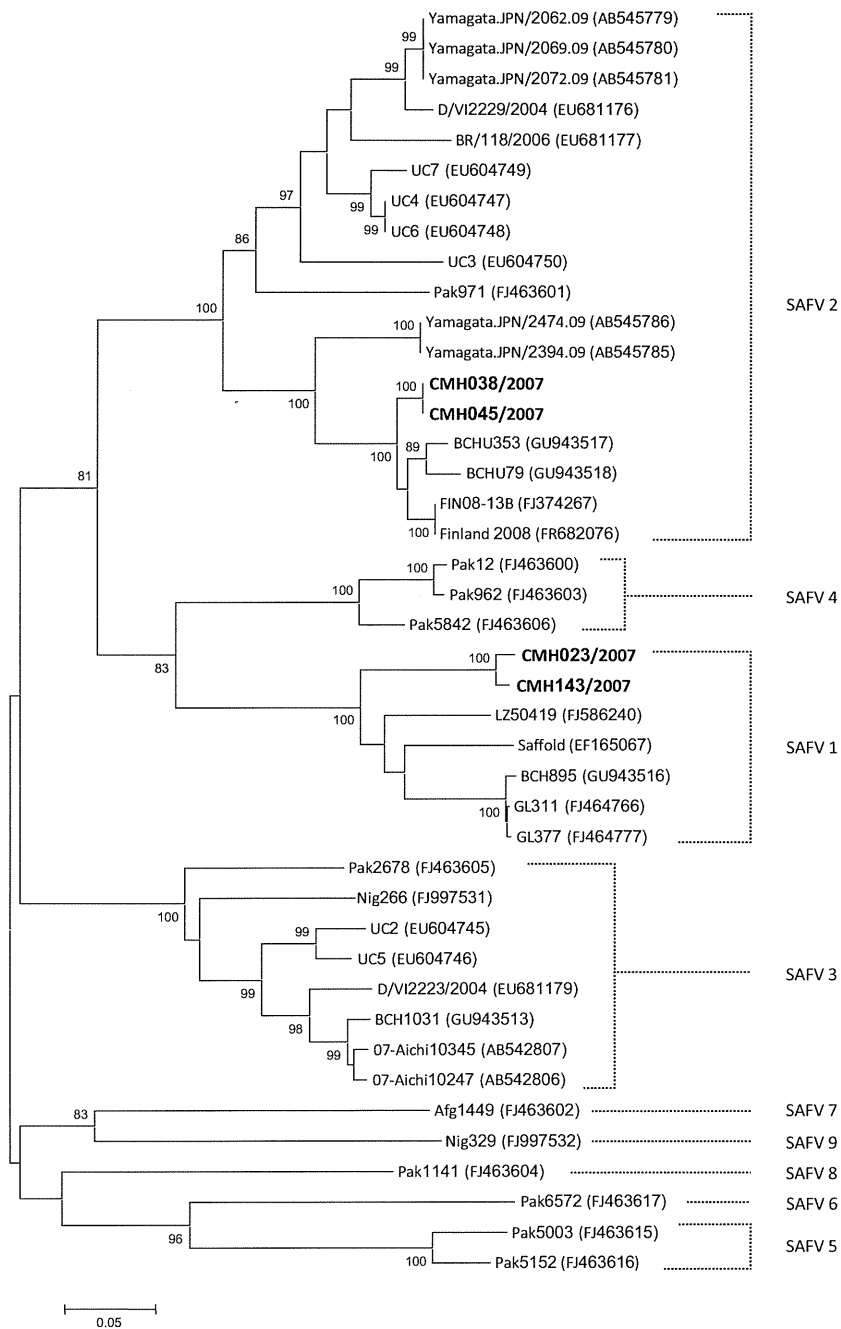 99
Yamagata.JPN/2062.09 (AB545779)
Yamagata.JPN/2069.09 (AB545780)
99
Yamagata.JPN/2072.09 (AB545781)
D/VI2229/2004 (EU681176)
BR/118/2006 (EU681177)
UC7 (EU604749)
97
99
UC4 (EU604747)
99
UC6 (EU604748)
86
UC3 (EU604750)
Pak971 (FJ463601)
SAFV 2
100
100
Yamagata.JPN/2474.09 (AB545786)
Yamagata.JPN/2394.09 (AB545785)
100
100
CMH038/2007
CMH045/2007
100
89
BCHU353 (GU943517)
BCHU79 (GU943518)
81
FIN08-13B (FJ374267)
100
Finland 2008 (FR682076)
100
Pak12 (FJ463600)
100
Pak962 (FJ463603)
SAFV 4
Pak5842 (FJ463606)
83
100
CMH023/2007
CMH143/2007
100
LZ50419 (FJ586240)
Saffold (EF165067)
SAFV 1
BCH895 (GU943516)
100
GL311 (FJ464766)
GL377 (FJ464777)
Pak2678 (FJ463605)
100
Nig266 (FJ997531)
99
UC2 (EU604745)
UC5 (EU604746)
SAFV 3
99
D/VI2223/2004 (EU681179)
98
BCH1031 (GU943513)
99
07-Aichi10345 (AB542807)
07-Aichi10247 (AB542806)
83
Afg1449 (FJ463602)
SAFV 7
Nig329 (FJ997532)
SAFV 9
Pak1141 (FJ463604)
SAFV 8
Pak6572 (FJ463617)
SAFV 6
96
Pak5003 (FJ463615)
SAFV 5
100
Pak5152 (FJ463616)
0.05